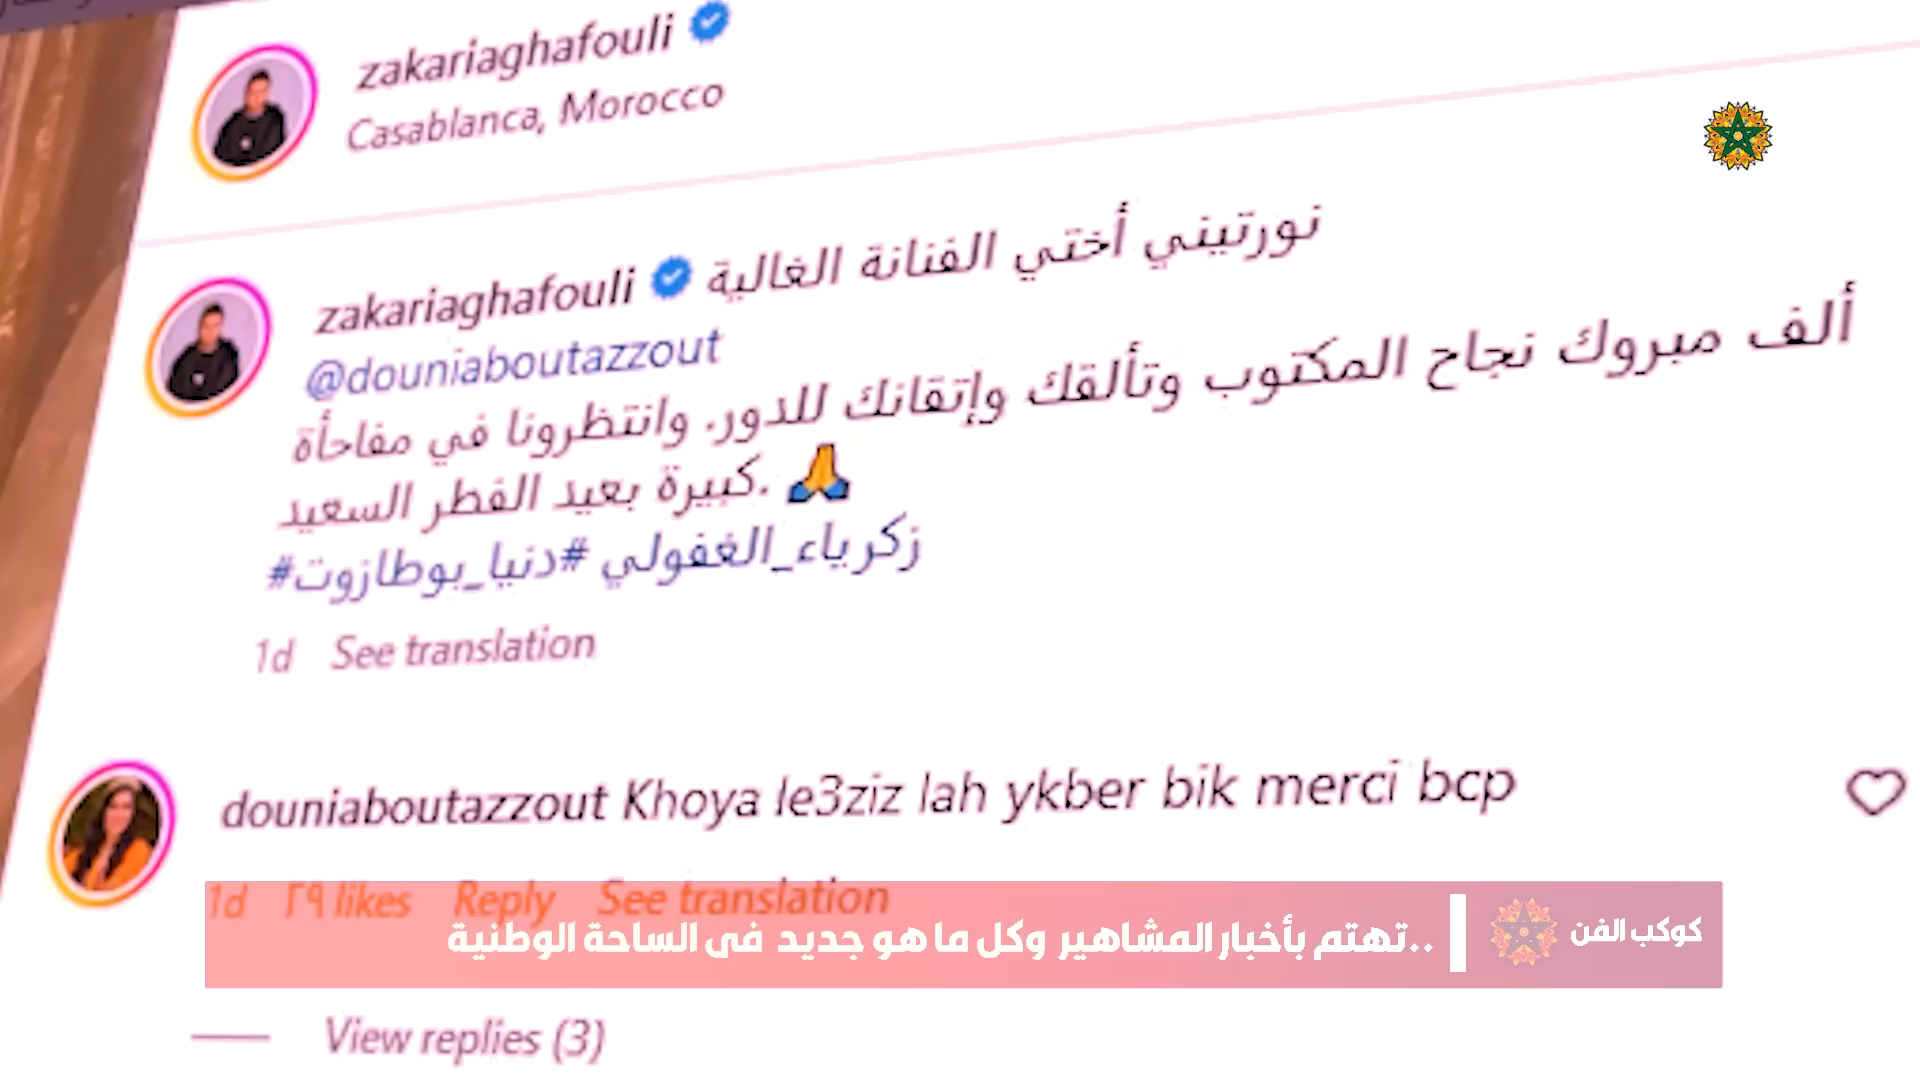 zakariaghafouli
Casablanca, Morocco
zakariaghafouli نورتيني أختي الفنانة الغالية
@douniaboutazzout
ألف مبروك نجاح المكتوب وتألقك وإتقانك للدور. وانتظرونا في مفاحأة
كبيرة بعيد الفطر السعيد. 🙏
#زكرياء_الغفولي #دنيا_بوطازوت
1d See translation
douniaboutazzout Khoya le3ziz lah ykber bik merci bcp
1d ٢٩ likes Reply See translation
كوكب الفن
..تهتم بأخبار المشاهير وكل ما هو جديد في الساحة الوطنية
View replies (3)